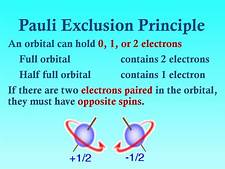 Pauli Exclusion Principle
An orbital can hold 0, 1, or 2 electrons
Full orbital contains 2 electrons
Half full orbital contains 1 electron
If there are two electrons paired in the orbital,
they must have opposite spins.
+1/2 -1/2